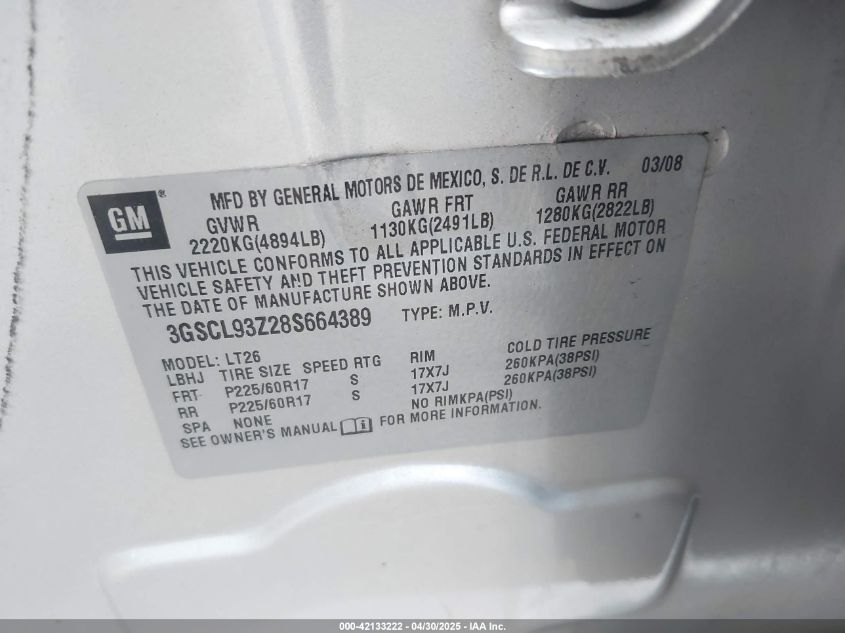 GM ® MFD BY GENERAL MOTORS DE MEXICO, S. DE R.L. DE C.V. 03/08
GVWR GAWR FRT GAWR RR
2220KG(4894LB) 1130KG(2491LB) 1280KG(2822LB)
THIS VEHICLE CONFORMS TO ALL APPLICABLE U.S. FEDERAL MOTOR
VEHICLE SAFETY AND THEFT PREVENTION STANDARDS IN EFFECT ON
THE DATE OF MANUFACTURE SHOWN ABOVE.
3GSCL93Z28S664389 TYPE: M.P.V.
MODEL: LT26
LBHJ TIRE SIZE SPEED RTG RIM COLD TIRE PRESSURE
FRT P225/60R17 S 17X7J 260KPA(38PSI)
RR P225/60R17 S 17X7J 260KPA(38PSI)
SPA NONE NO RIMKPA(PSI)
SEE OWNER'S MANUAL FOR MORE INFORMATION.
000-42133222 / 04/30/2025 - IAA Inc.